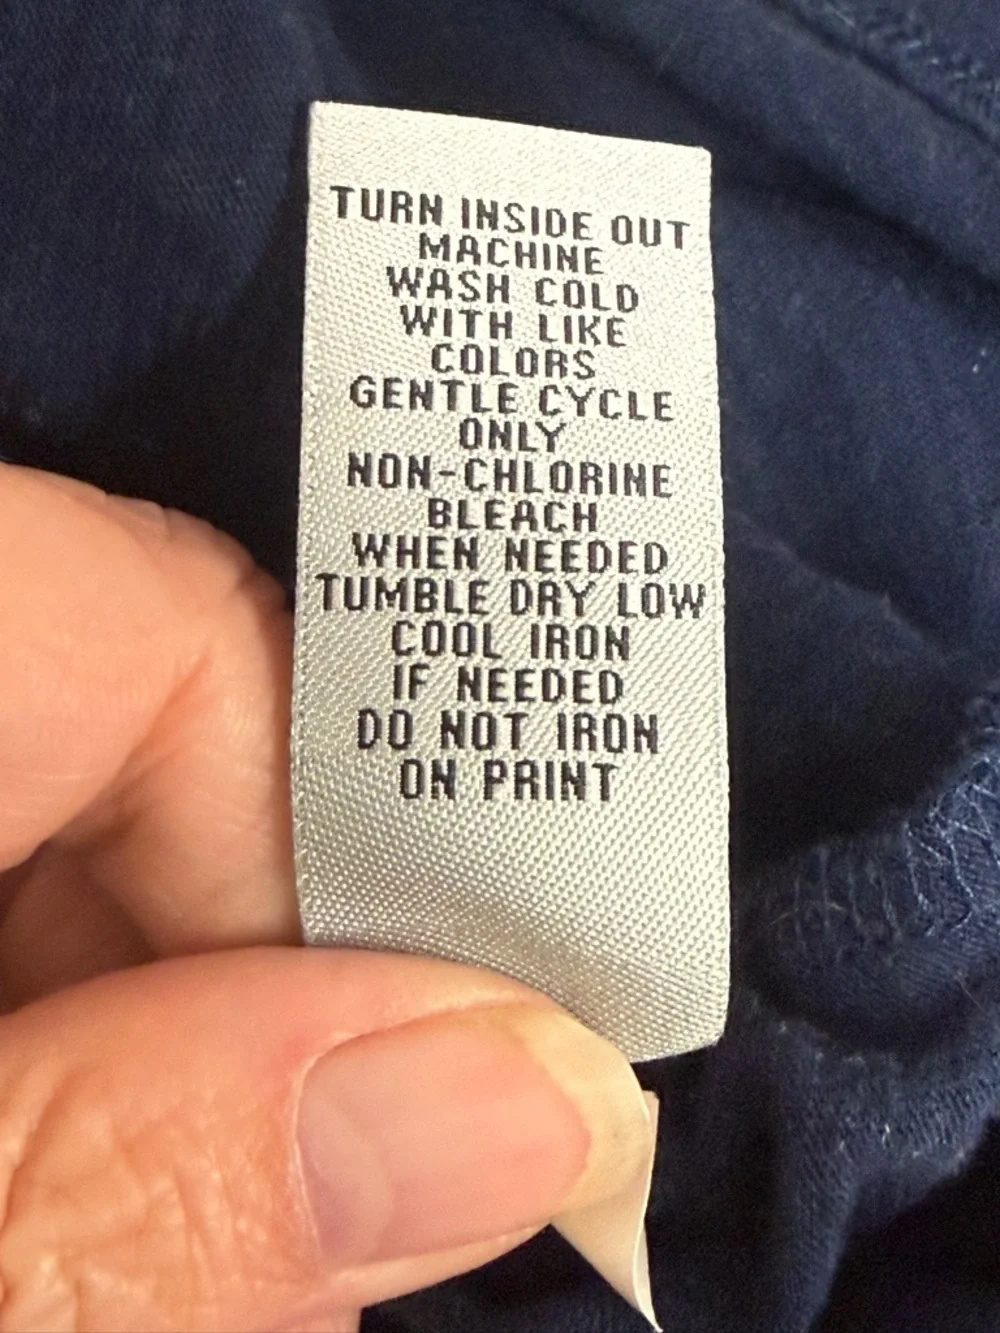 TURN INSIDE OUT
MACHINE
WASH COLD
WITH LIKE
COLORS
GENTLE CYCLE
ONLY
NON-CHLORINE
BLEACH
WHEN NEEDED
TUMBLE DRY LOW
COOL IRON
IF NEEDED
DO NOT IRON
ON PRINT